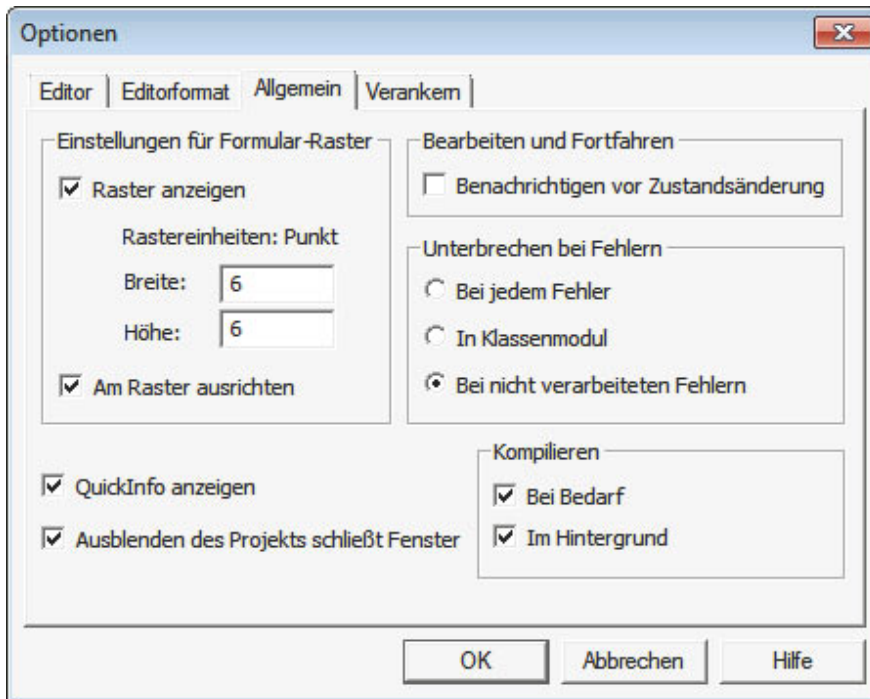 Optionen
Editor
Editorformat
Allgemein
Verankern
Einstellungen für Formular-Raster
Raster anzeigen
Rastereinheiten: Punkt
Breite: 6
Höhe: 6
Am Raster ausrichten
Bearbeiten und Fortfahren
Benachrichtigen vor Zustandsänderung
Unterbrechen bei Fehlern
Bei jedem Fehler
In Klassenmodul
Bei nicht verarbeiteten Fehlern
QuickInfo anzeigen
Ausblenden des Projekts schließt Fenster
Kompilieren
Bei Bedarf
Im Hintergrund
OK
Abbrechen
Hilfe